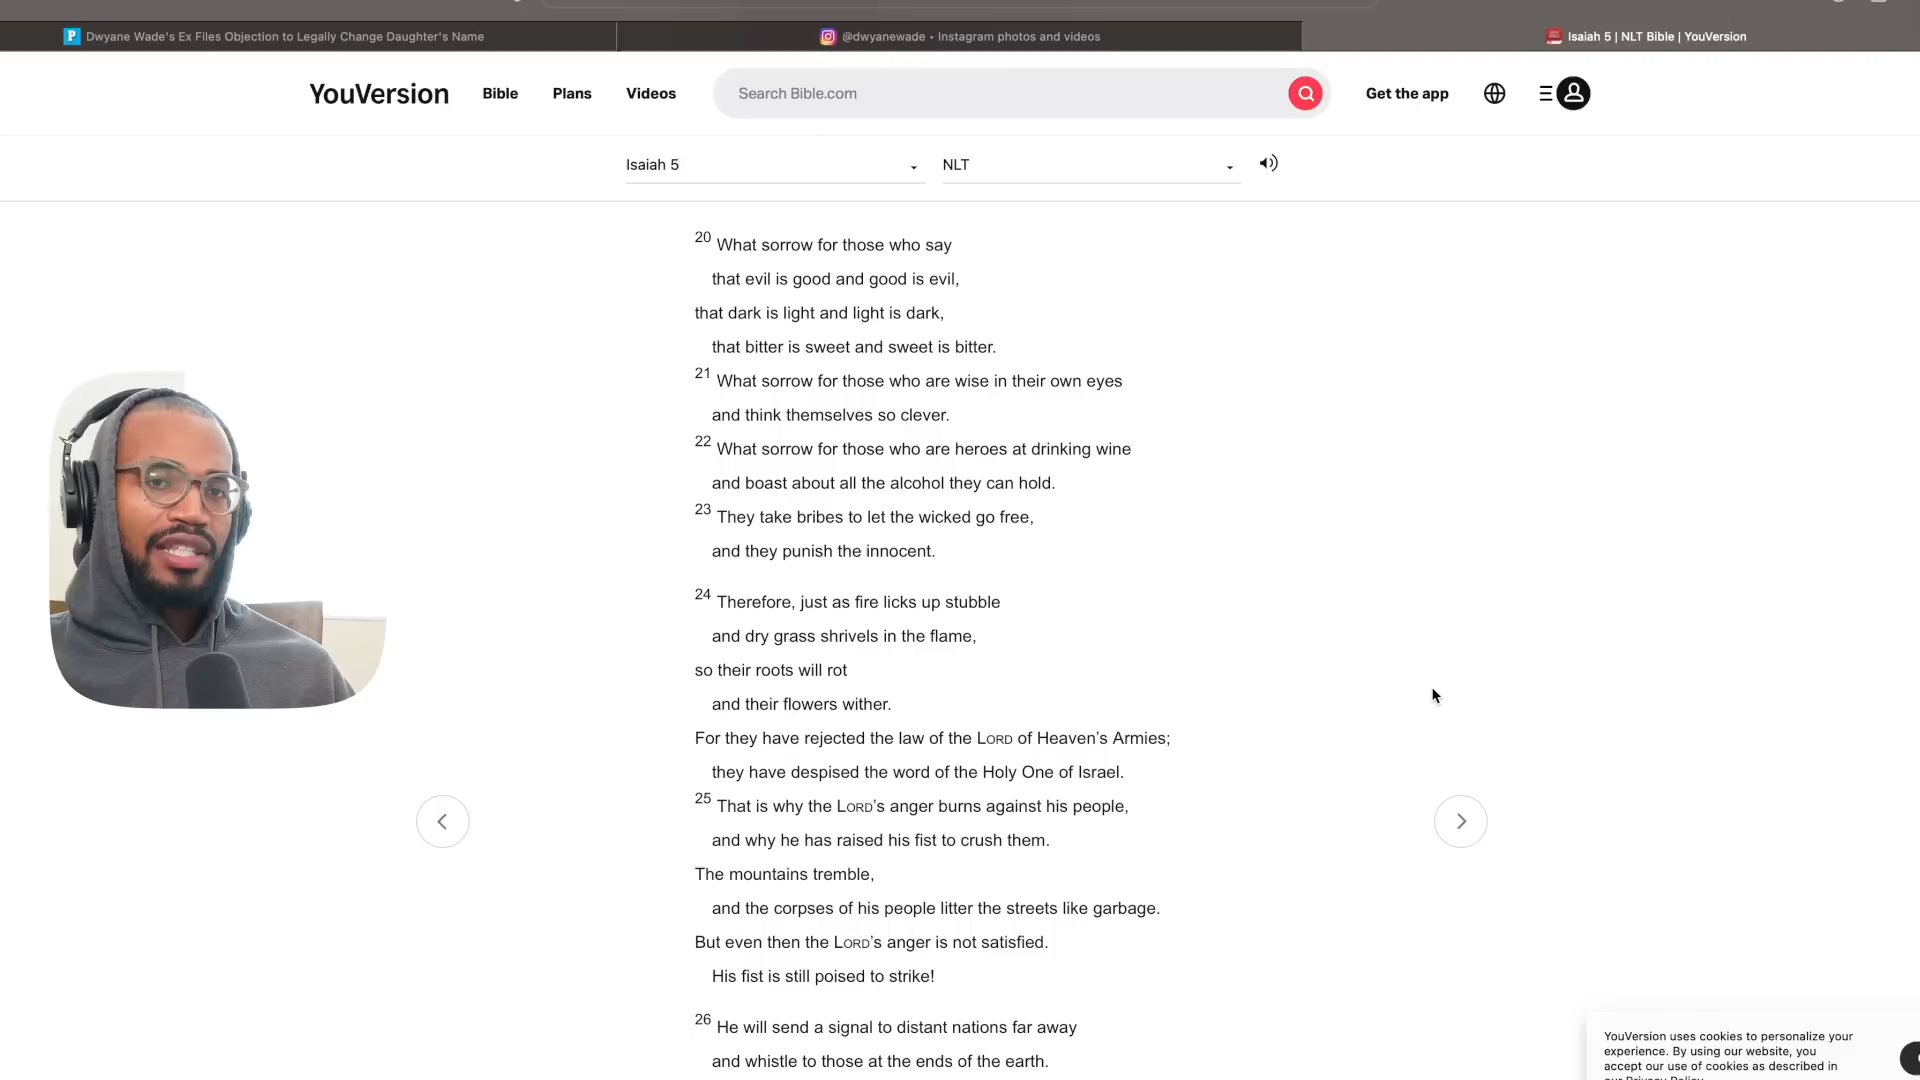 Dwyane Wade's Ex Files Objection to Legally Change Daughter's Name
@dwyanewade • Instagram photos and videos
Isaiah 5 | NLT Bible | YouVersion
YouVersion
Bible
Plans
Videos
Search Bible.com
Get the app
Isaiah 5
NLT
20 What sorrow for those who say
that evil is good and good is evil,
that dark is light and light is dark,
that bitter is sweet and sweet is bitter.
21 What sorrow for those who are wise in their own eyes
and think themselves so clever.
22 What sorrow for those who are heroes at drinking wine
and boast about all the alcohol they can hold.
23 They take bribes to let the wicked go free,
and they punish the innocent.
24 Therefore, just as fire licks up stubble
and dry grass shrivels in the flame,
so their roots will rot
and their flowers wither.
For they have rejected the law of the LORD of Heaven’s Armies;
they have despised the word of the Holy One of Israel.
25 That is why the LORD’s anger burns against his people,
and why he has raised his fist to crush them.
The mountains tremble,
and the corpses of his people litter the streets like garbage.
But even then the LORD’s anger is not satisfied.
His fist is still poised to strike!
26 He will send a signal to distant nations far away
and whistle to those at the ends of the earth.
YouVersion uses cookies to personalize your
experience. By using our website, you
accept our use of cookies as described in
our Privacy Policy